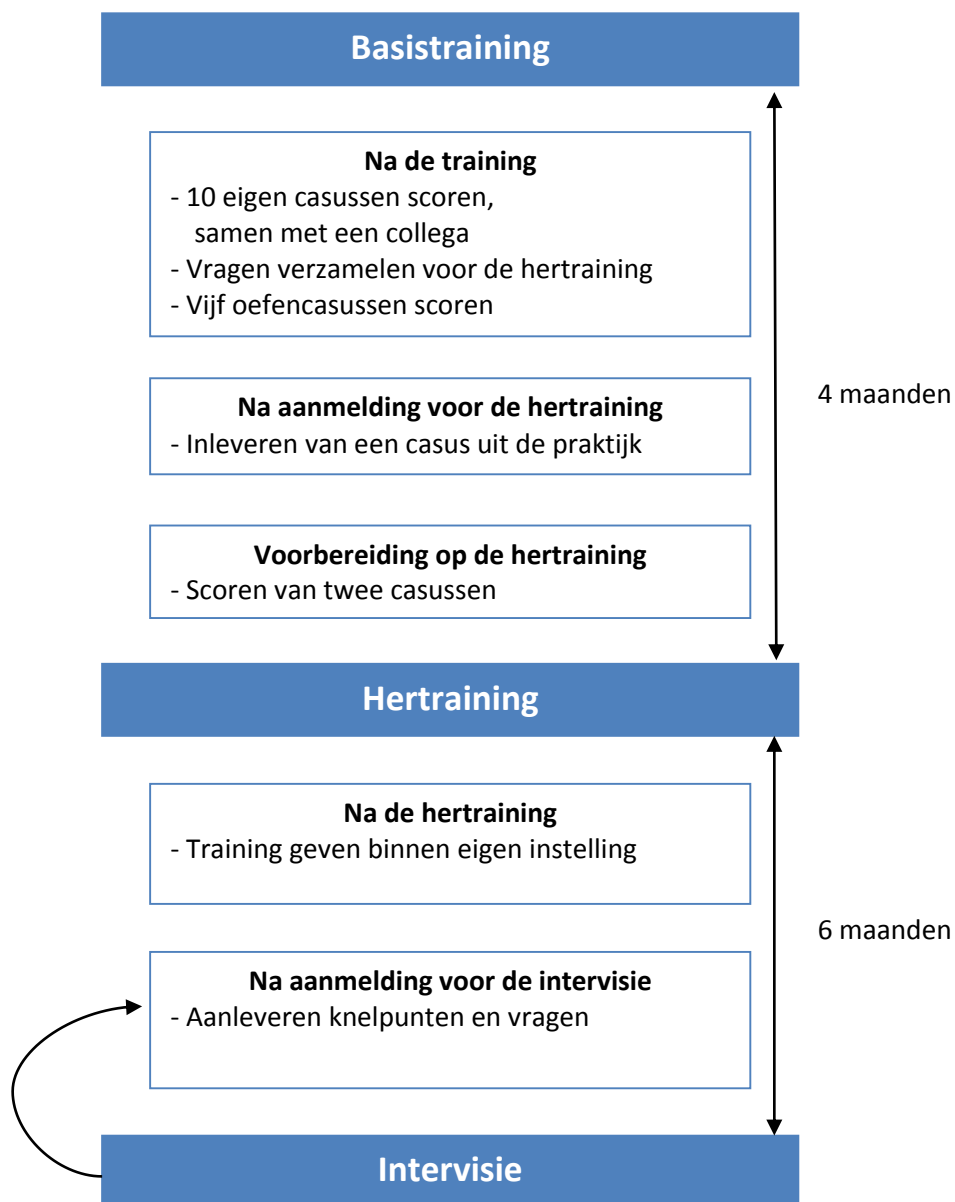 Basistraining
Na de training
- 10 eigen casussen scoren,
samen met een collega
- Vragen verzamelen voor de hertraining
- Vijf oefencasussen scoren
4 maanden
Na aanmelding voor de hertraining
- Inleveren van een casus uit de praktijk
Voorbereiding op de hertraining
- Scoren van twee casussen
Hertraining
Na de hertraining
- Training geven binnen eigen instelling
6 maanden
Na aanmelding voor de intervisie
- Aanleveren knelpunten en vragen
Intervisie